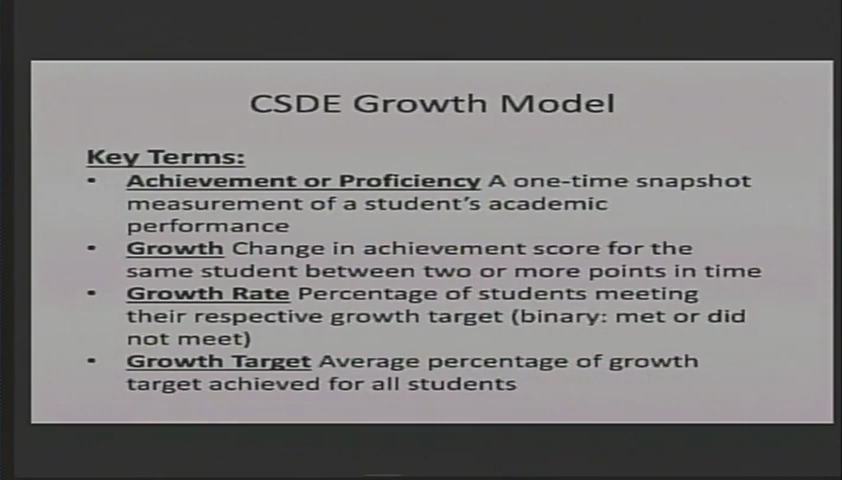 CSDE Growth Model
Key Terms:
• Achievement or Proficiency A one-time snapshot
measurement of a student's academic
performance
• Growth Change in achievement score for the
same student between two or more points in time
• Growth Rate Percentage of students meeting
their respective growth target (binary: met or did
not meet)
• Growth Target Average percentage of growth
target achieved for all students